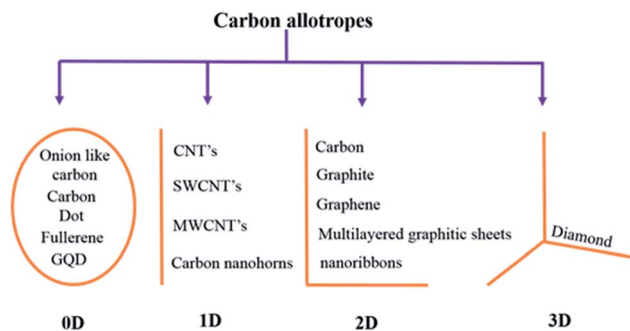 Carbon allotropes
Onion like
carbon
Carbon
Dot
Fullerene
GQD
0D
CNT's
SWCNT's
MWCNT's
Carbon nanohorns
1D
Carbon
Graphite
Graphene
Multilayered graphitic sheets
nanoribbons
2D
Diamond
3D